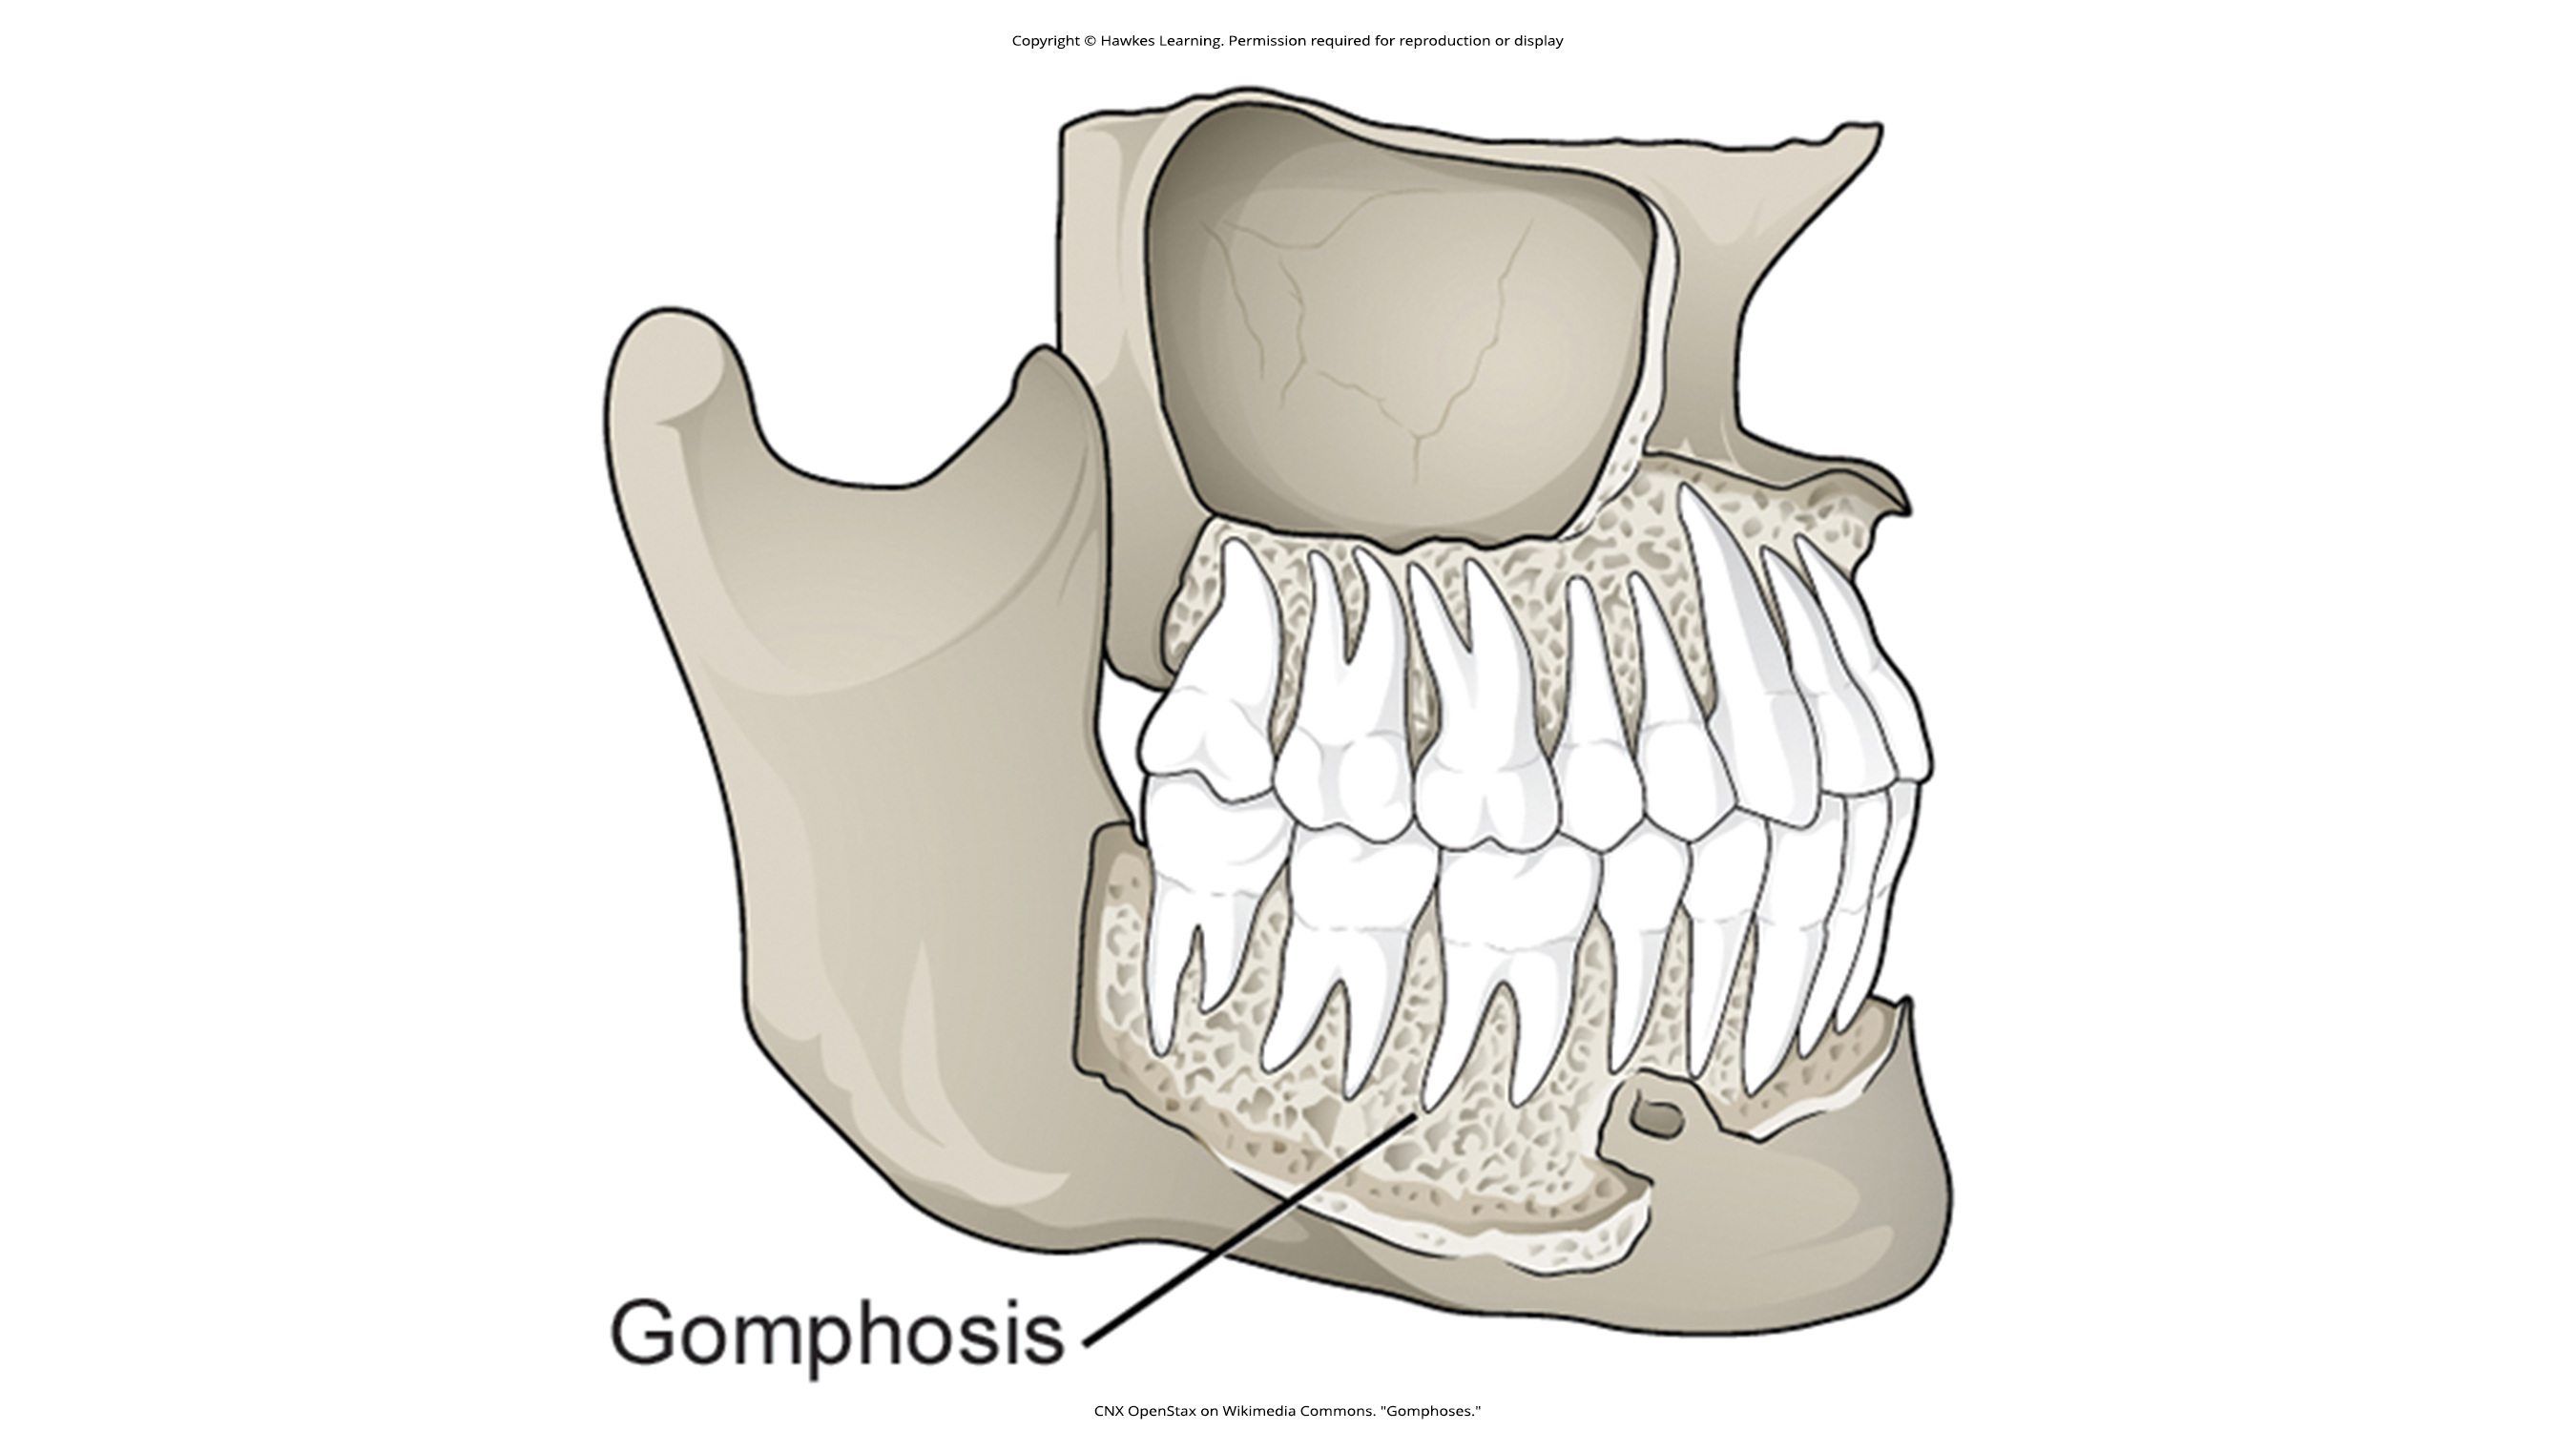 Copyright © Hawkes Learning. Permission required for reproduction or display
Gomphosis
CNX OpenStax on Wikimedia Commons. "Gomphoses."